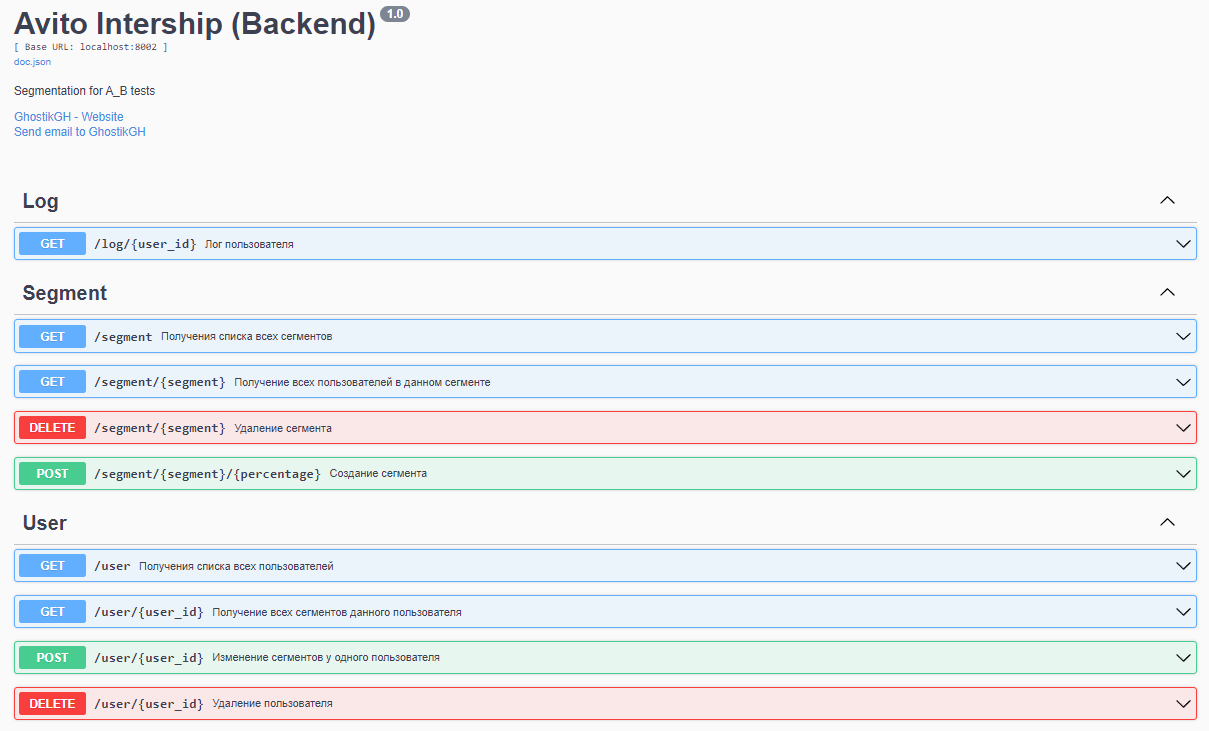 Avito Intership (Backend) 1.0
[ Base URL: localhost:8002 ]
doc.json
Segmentation for A_B tests
GhostikGH - Website
Send email to GhostikGH
Log
GET /log/{user_id} Лог пользователя
Segment
GET /segment Получения списка всех сегментов
GET /segment/{segment} Получение всех пользователей в данном сегменте
DELETE /segment/{segment} Удаление сегмента
POST /segment/{segment}/{percentage} Создание сегмента
User
GET /user Получения списка всех пользователей
GET /user/{user_id} Получение всех сегментов данного пользователя
POST /user/{user_id} Изменение сегментов у одного пользователя
DELETE /user/{user_id} Удаление пользователя